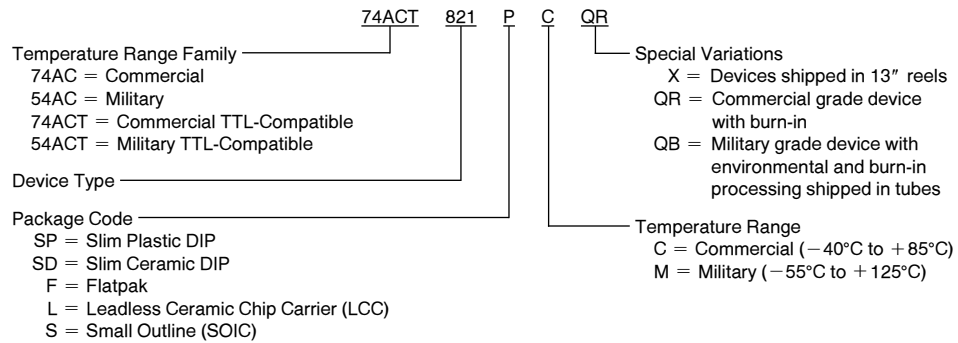 74ACT 821 P C QR
Temperature Range Family
74AC = Commercial
54AC = Military
74ACT = Commercial TTL-Compatible
54ACT = Military TTL-Compatible
Device Type
Package Code
SP = Slim Plastic DIP
SD = Slim Ceramic DIP
F = Flatpak
L = Leadless Ceramic Chip Carrier (LCC)
S = Small Outline (SOIC)
Special Variations
X = Devices shipped in 13″ reels
QR = Commercial grade device
with burn-in
QB = Military grade device with
environmental and burn-in
processing shipped in tubes
Temperature Range
C = Commercial (−40°C to +85°C)
M = Military (−55°C to +125°C)